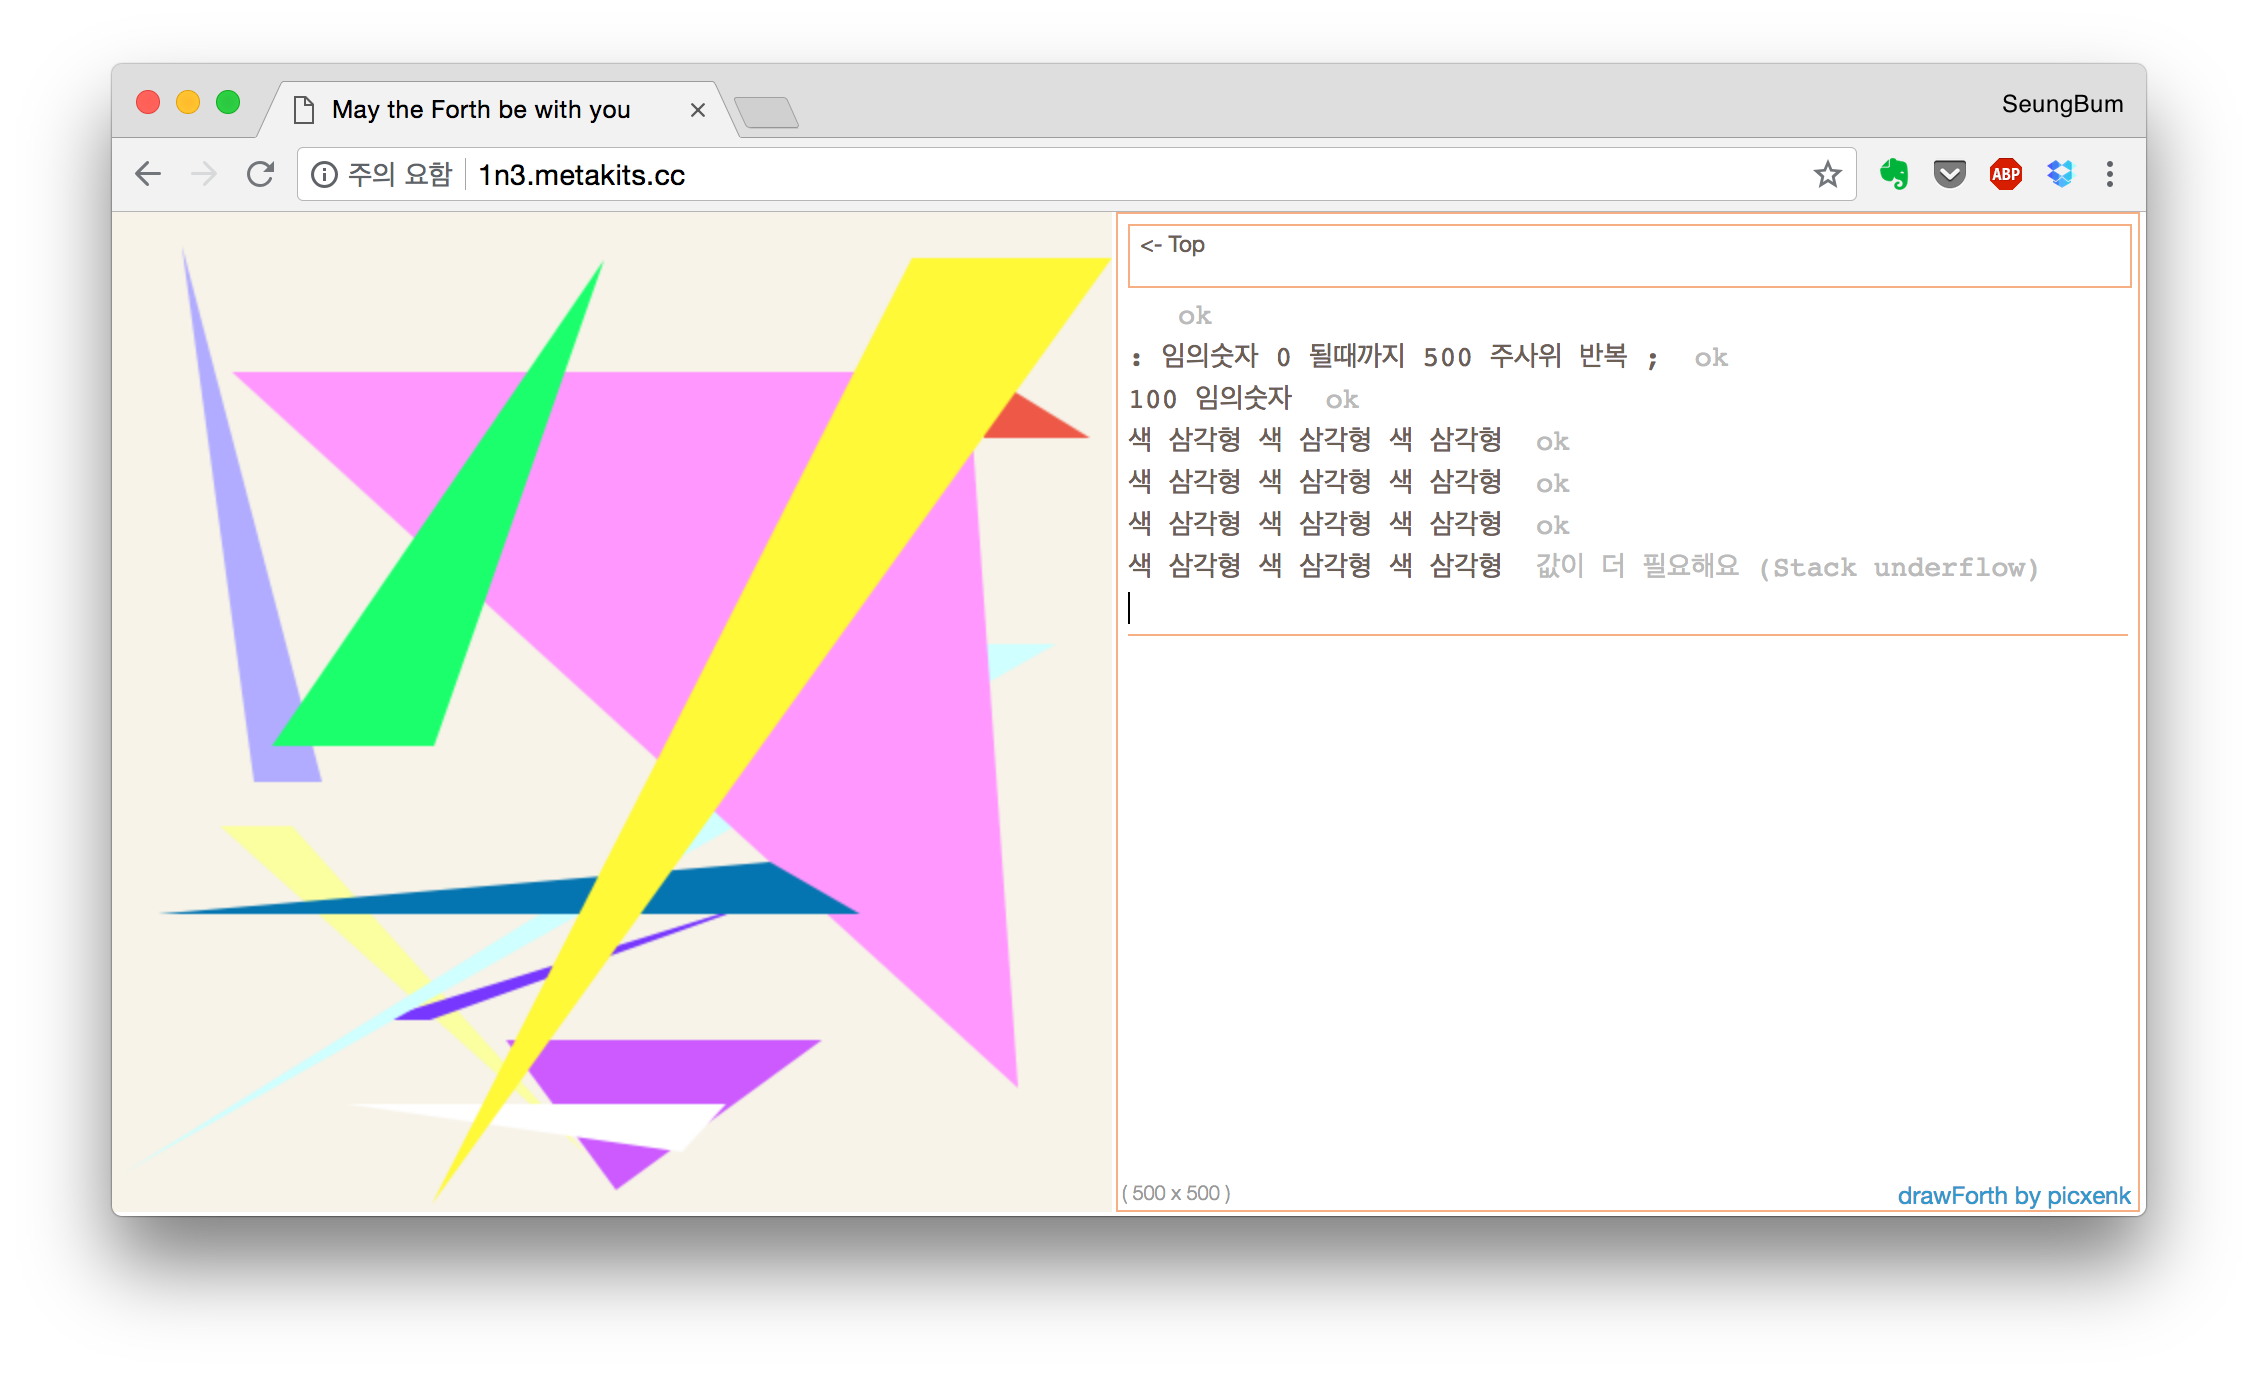 May the Forth be with you
SeungBum
주의 요함 1n3.metakits.cc
ABP
<- Top
ok
: 임의숫자 0 될때까지 500 주사위 반복 ; ok
100 임의숫자 ok
색 삼각형 색 삼각형 색 삼각형 ok
색 삼각형 색 삼각형 색 삼각형 ok
색 삼각형 색 삼각형 색 삼각형 ok
색 삼각형 색 삼각형 색 삼각형 값이 더 필요해요 (Stack underflow)
( 500 x 500 )
drawForth by picxenk